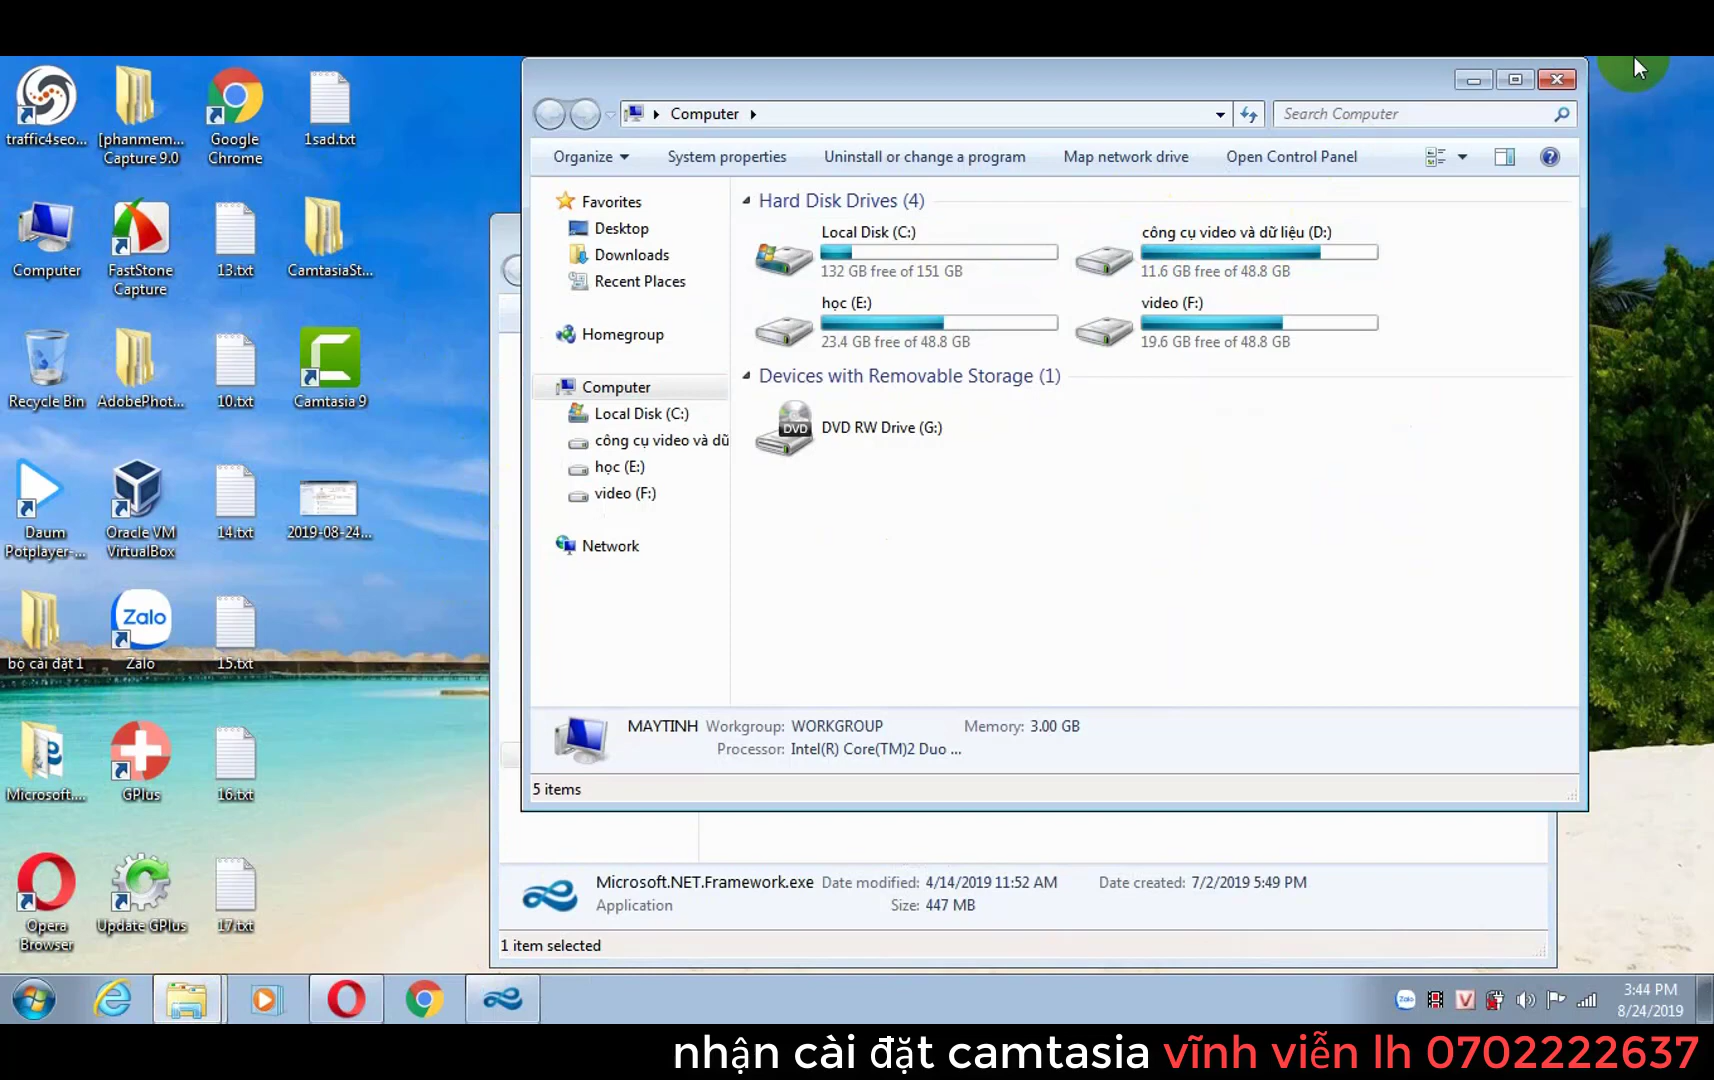 traffic4seo...
[phanmem...
Capture 9.0
Google
Chrome
1sad.txt
Computer
FastStone
Capture
13.txt
CamtasiaSt...
Recycle Bin
AdobePhot...
10.txt
Camtasia 9
Daum
Potplayer-...
Oracle VM
VirtualBox
14.txt
2019-08-24...
bộ cài đặt 1
Zalo
Zalo
15.txt
Microsoft....
GPlus
16.txt
Opera
Browser
Update GPlus
17.txt
Computer
Search Computer
Organize
System properties
Uninstall or change a program
Map network drive
Open Control Panel
Favorites
Desktop
Downloads
Recent Places
Homegroup
Computer
Local Disk (C:)
công cụ video và dữ
học (E:)
video (F:)
Network
Hard Disk Drives (4)
Local Disk (C:)
132 GB free of 151 GB
công cụ video và dữ liệu (D:)
11.6 GB free of 48.8 GB
học (E:)
23.4 GB free of 48.8 GB
video (F:)
19.6 GB free of 48.8 GB
Devices with Removable Storage (1)
DVD
DVD RW Drive (G:)
MAYTINH Workgroup: WORKGROUP Memory: 3.00 GB
Processor: Intel(R) Core(TM)2 Duo ...
5 items
Microsoft.NET.Framework.exe Date modified: 4/14/2019 11:52 AM Date created: 7/2/2019 5:49 PM
Application Size: 447 MB
1 item selected
3:44 PM
8/24/2019
nhận cài đặt camtasia vĩnh viễn lh 0702222637